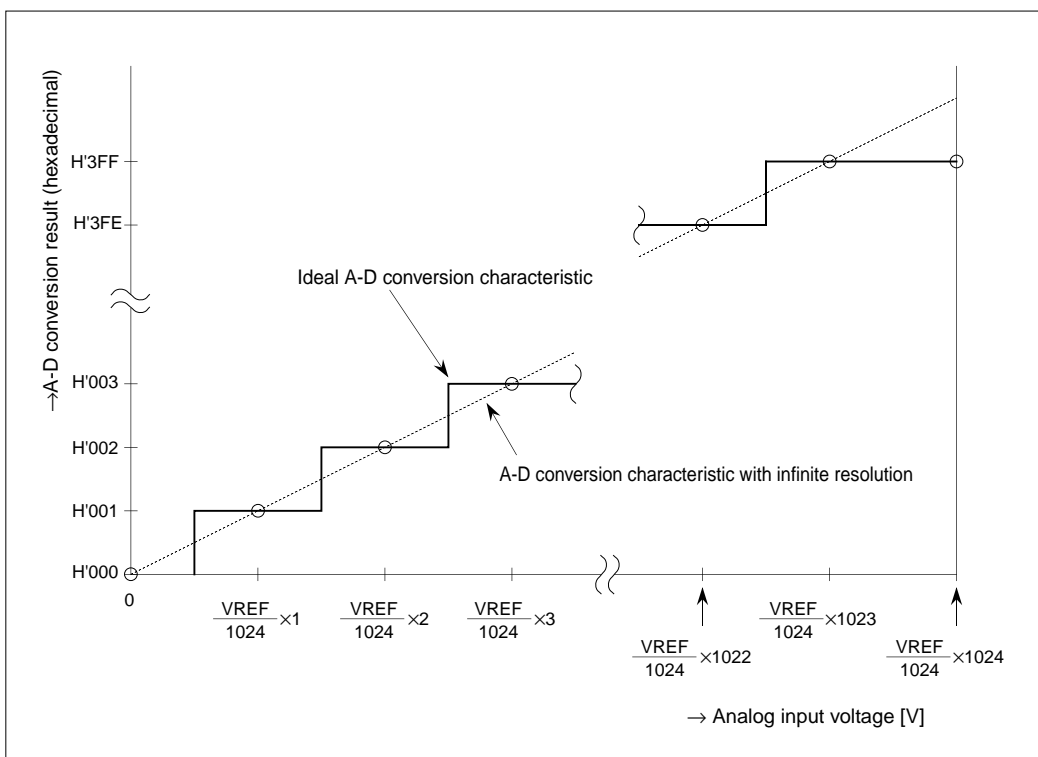 →A-D conversion result (hexadecimal)
H'3FF
H'3FE
Ideal A-D conversion characteristic
H'003
H'002
A-D conversion characteristic with infinite resolution
H'001
H'000
0
VREF/1024 ×1
VREF/1024 ×2
VREF/1024 ×3
VREF/1024 ×1022
VREF/1024 ×1023
VREF/1024 ×1024
→ Analog input voltage [V]